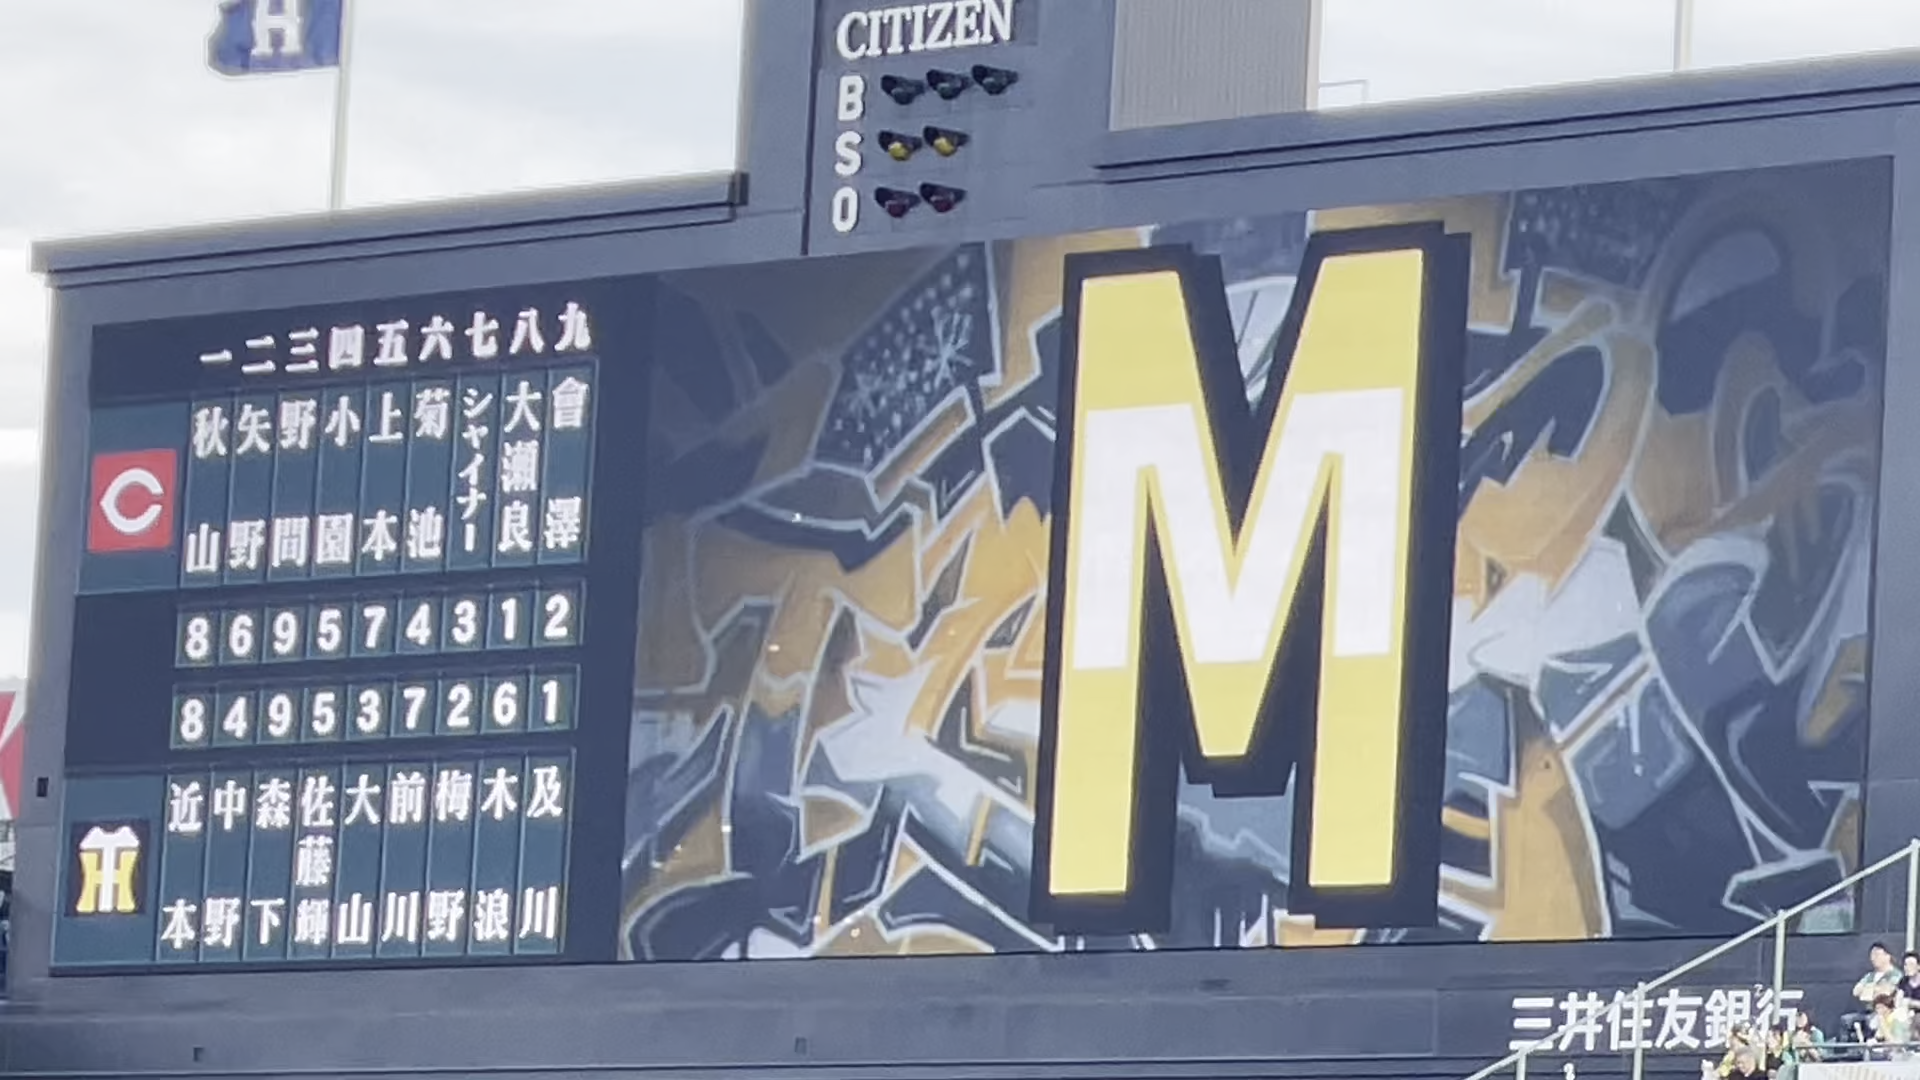 H
CITIZEN
B
S
O
一 二 三 四 五 六 七 八 九
C
秋山 矢野 野間 小園 上本 菊池 シャイナー 大瀬良 會澤
8 6 9 5 7 4 3 1 2
8 4 9 5 3 7 2 6 1
近本 中野 森下 佐藤輝 大山 前川 梅野 木浪 及川
M
三井住友銀行